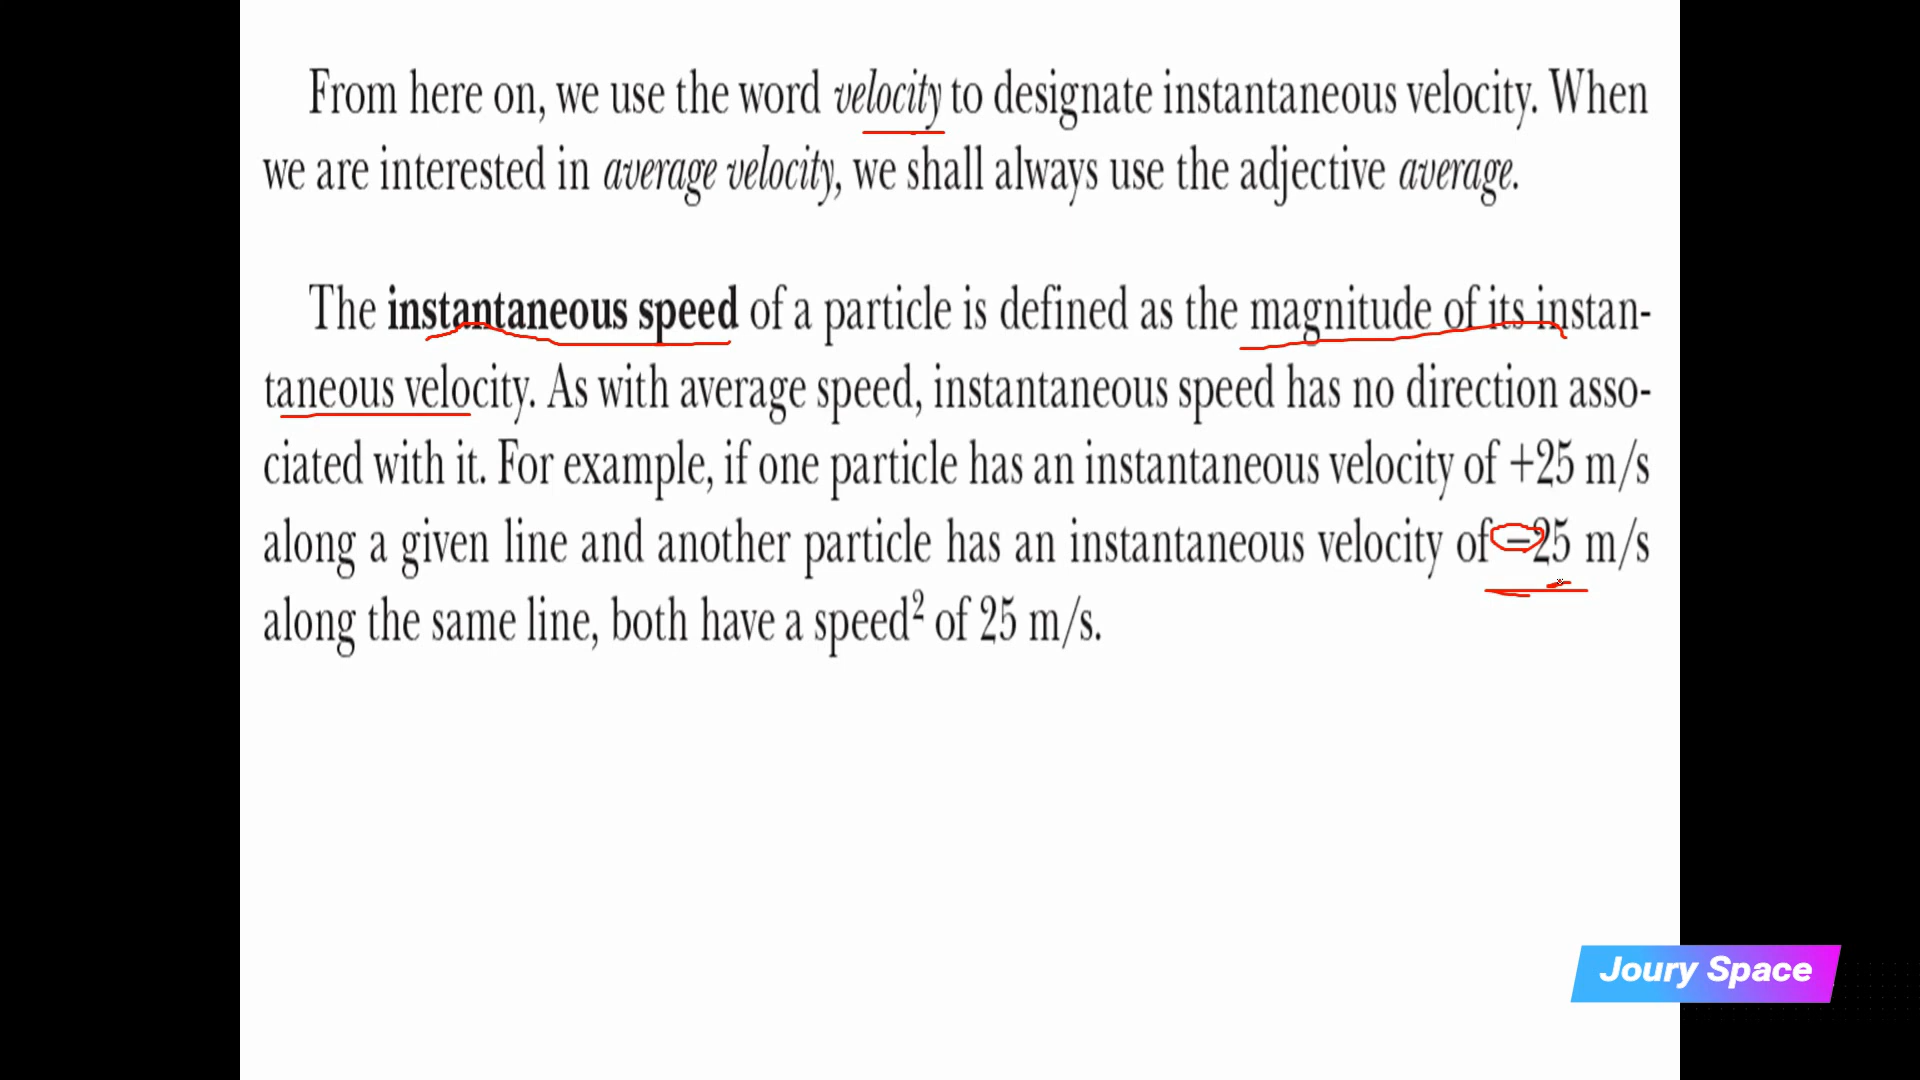 From here on, we use the word velocity to designate instantaneous velocity. When
we are interested in average velocity, we shall always use the adjective average.
The instantaneous speed of a particle is defined as the magnitude of its instan-
taneous velocity. As with average speed, instantaneous speed has no direction asso-
ciated with it. For example, if one particle has an instantaneous velocity of +25 m/s
along a given line and another particle has an instantaneous velocity of −25 m/s
along the same line, both have a speed² of 25 m/s.
Joury Space